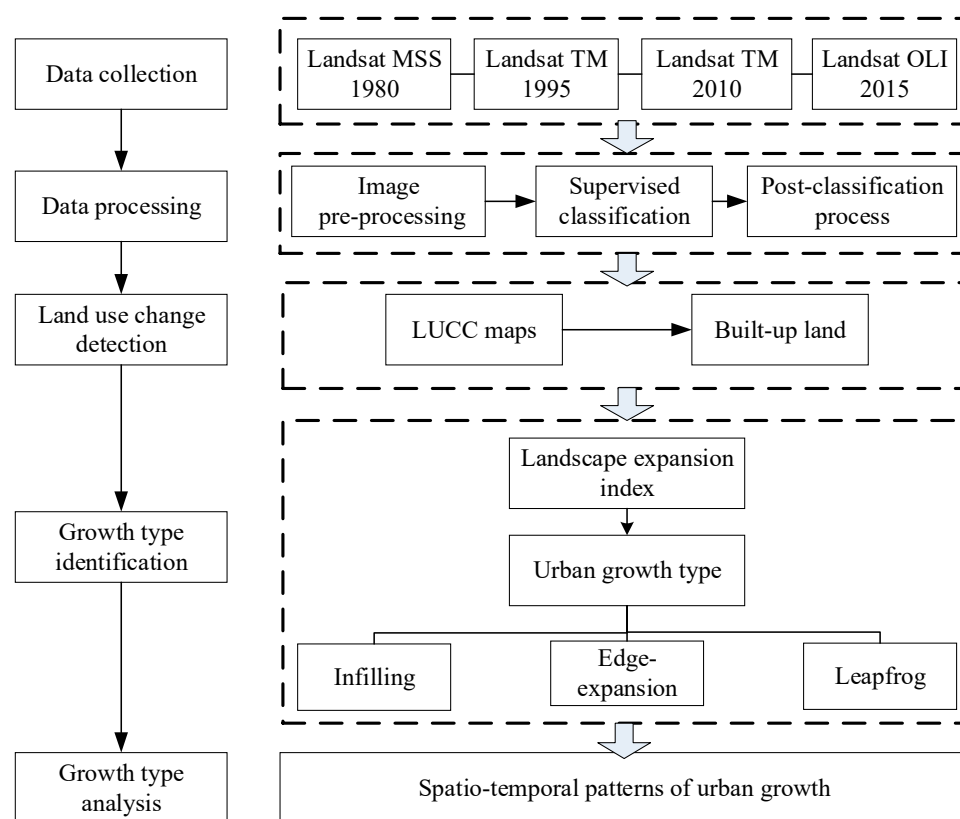 Data collection
Landsat MSS
1980
Landsat TM
1995
Landsat TM
2010
Landsat OLI
2015
Data processing
Image
pre-processing
Supervised
classification
Post-classification
process
Land use change
detection
LUCC maps
Built-up land
Growth type
identification
Landscape expansion
index
Urban growth type
Infilling
Edge-
expansion
Leapfrog
Growth type
analysis
Spatio-temporal patterns of urban growth